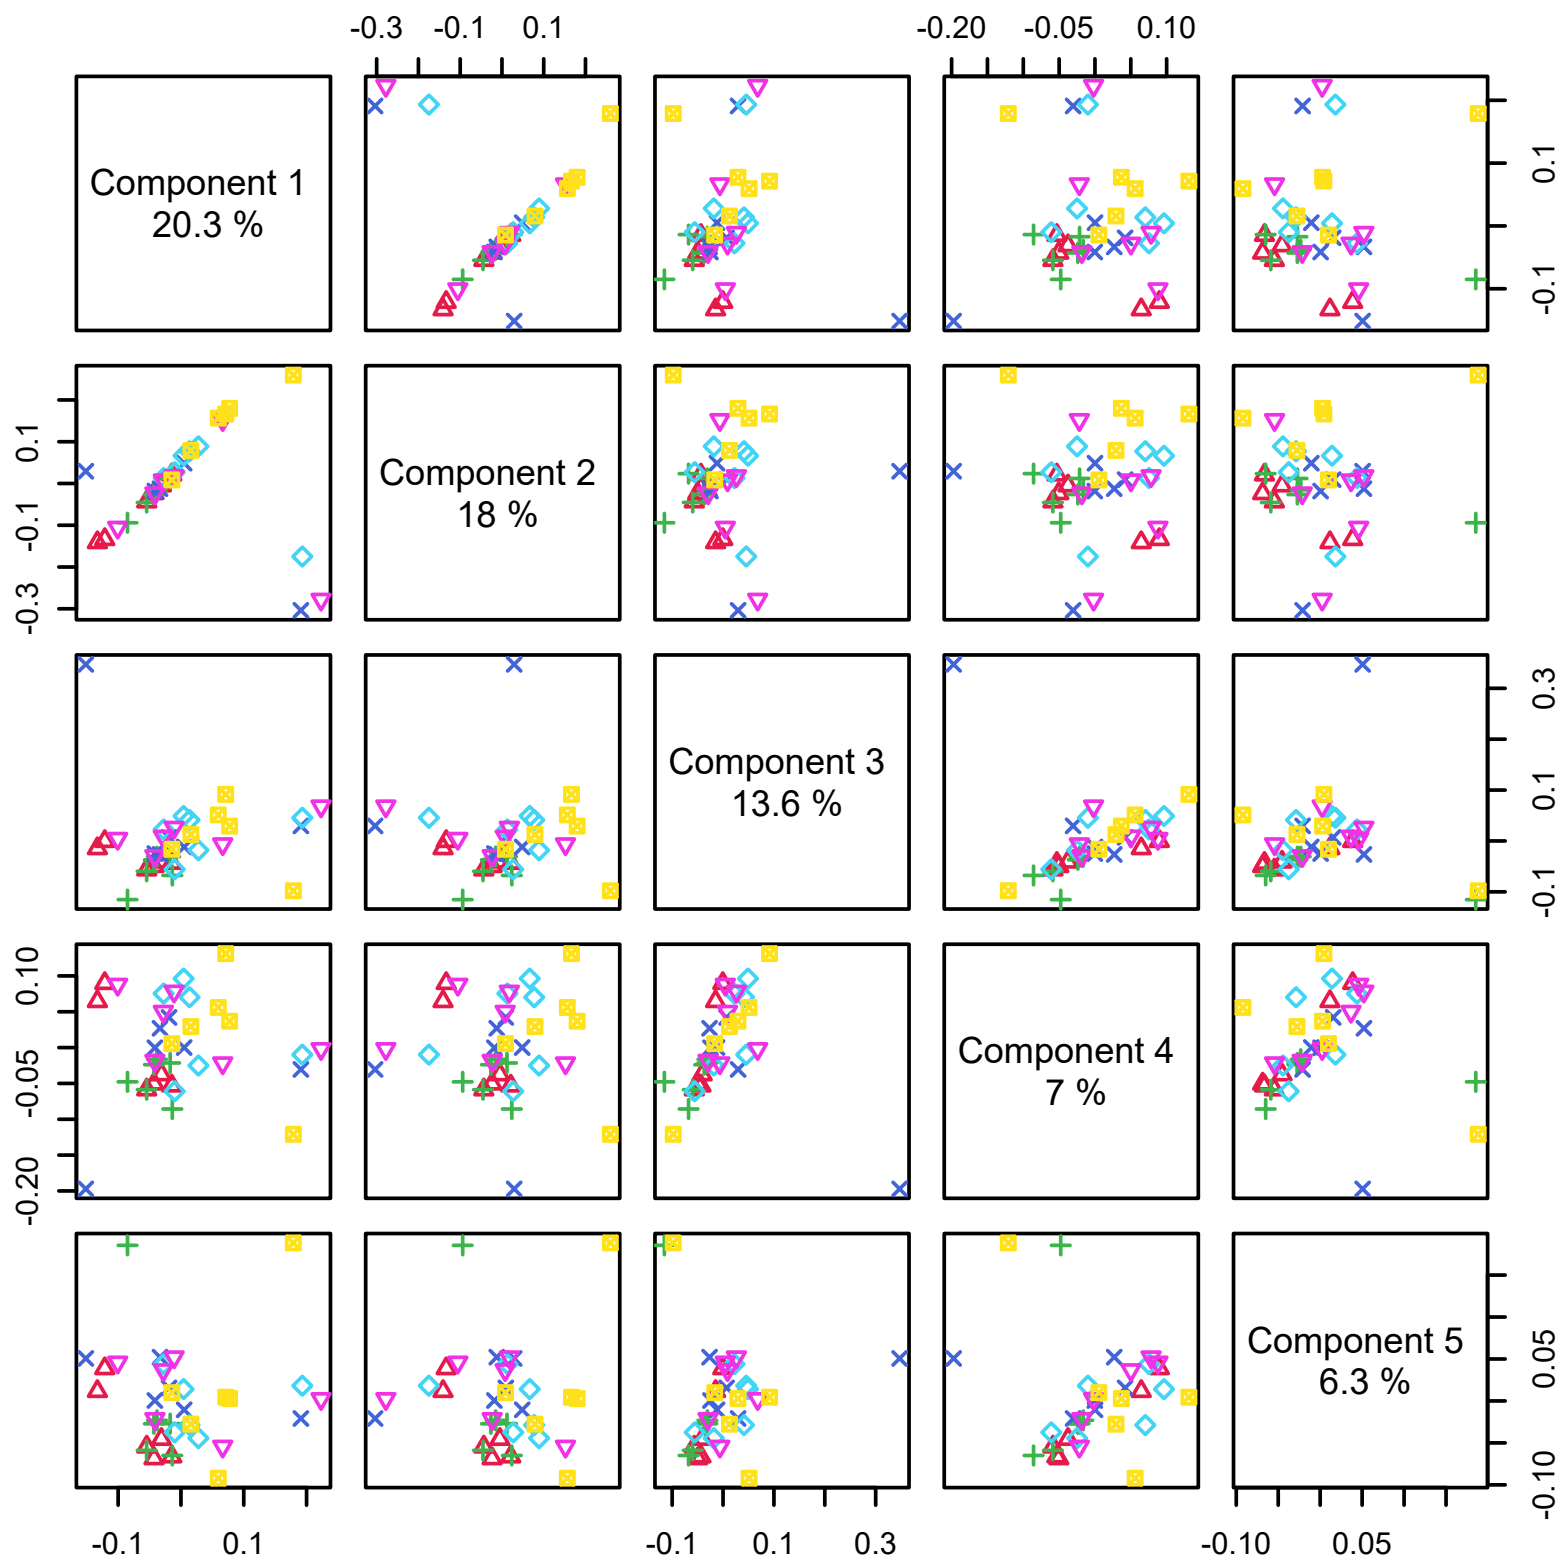 -0.3 -0.1 0.1 -0.20 -0.05 0.10
Component 1
20.3 %
0.1
-0.1
0.1
-0.1
-0.3
Component 2
18 %
Component 3
13.6 %
0.3
0.1
-0.1
0.10
-0.05
-0.20
Component 4
7 %
Component 5
6.3 %
0.05
-0.10
-0.1 0.1 -0.1 0.1 0.3 -0.10 0.05